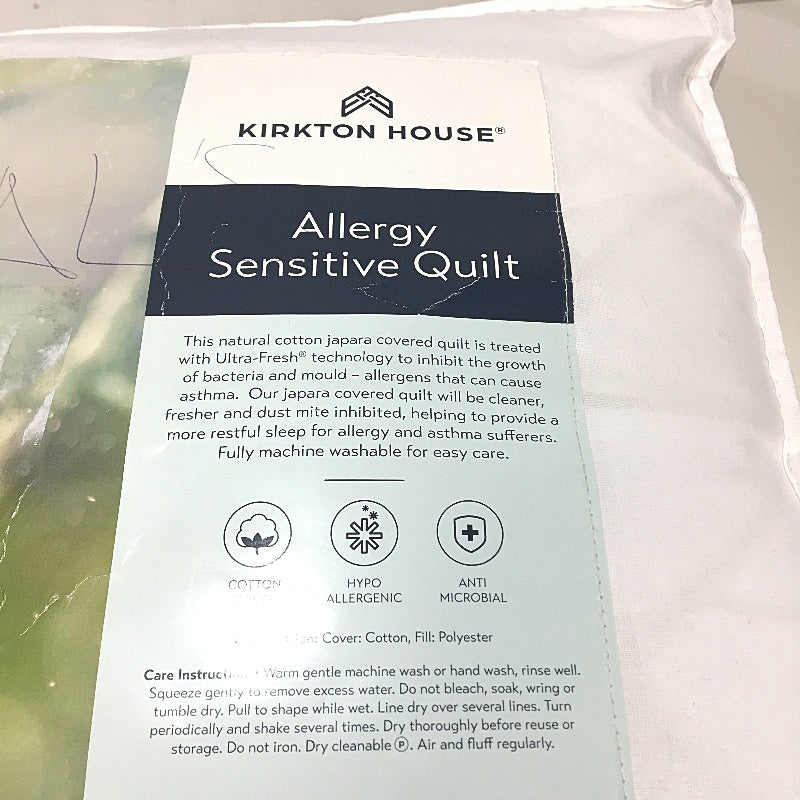 KIRKTON HOUSE®
AL
Allergy
Sensitive Quilt
This natural cotton japara covered quilt is treated
with Ultra-Fresh® technology to inhibit the growth
of bacteria and mould – allergens that can cause
asthma. Our japara covered quilt will be cleaner,
fresher and dust mite inhibited, helping to provide a
more restful sleep for allergy and asthma sufferers.
Fully machine washable for easy care.
COTTON
HYPO
ALLERGENIC
ANTI
MICROBIAL
Cover: Cotton, Fill: Polyester
Care Warm gentle machine wash or hand wash, rinse well.
Squeeze gently to remove excess water. Do not bleach, soak, wring or
tumble dry. Pull to shape while wet. Line dry over several lines. Turn
periodically and shake several times. Dry thoroughly before reuse or
storage. Do not iron. Dry cleanable Ⓟ. Air and fluff regularly.